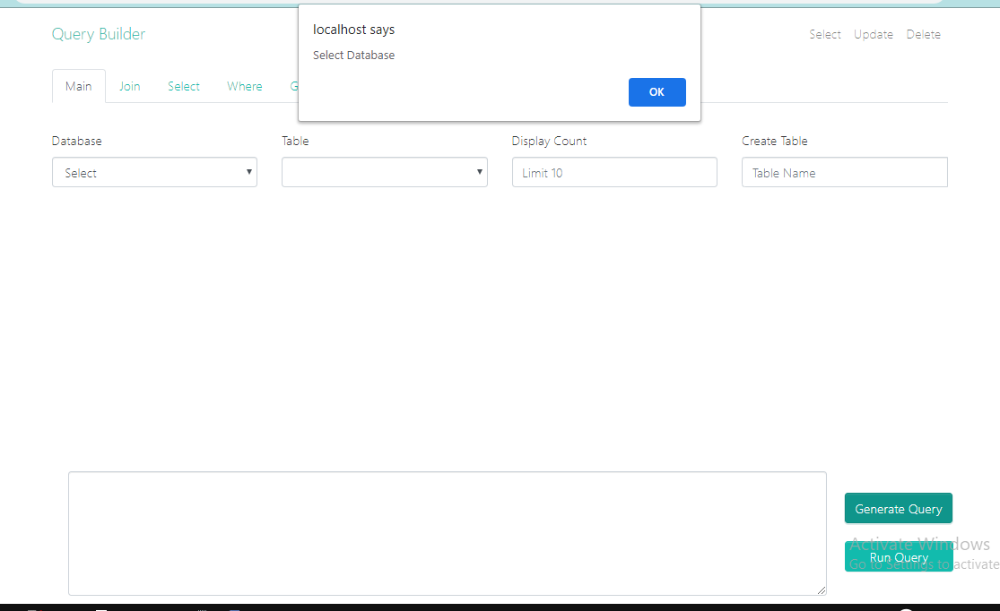 localhost says
Select Database
OK
Query Builder
Select Update Delete
Main Join Select Where G
Database Table Display Count Create Table
Select Limit 10 Table Name
Generate Query
Run Query
Activate Windows
Go to Settings to activate